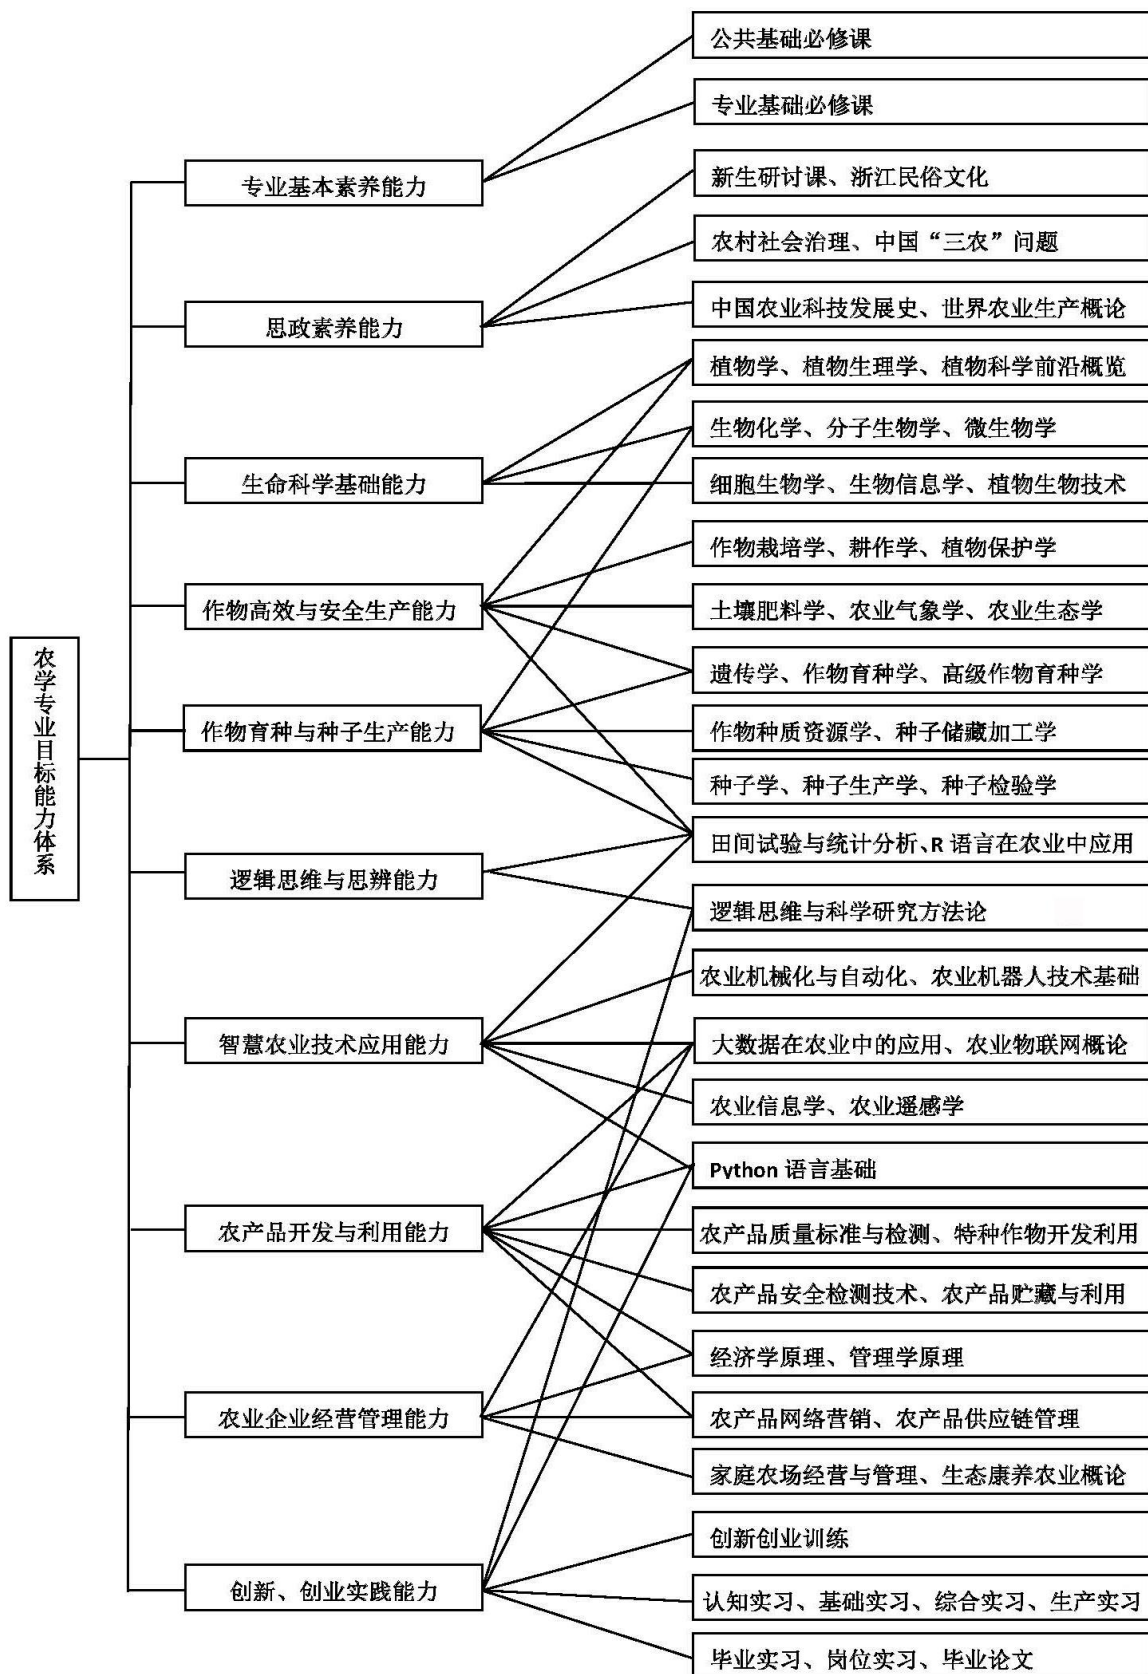 农学专业目标能力体系
专业基本素养能力
思政素养能力
生命科学基础能力
作物高效与安全生产能力
作物育种与种子生产能力
逻辑思维与思辨能力
智慧农业技术应用能力
农产品开发与利用能力
农业企业经营管理能力
创新、创业实践能力
公共基础必修课
专业基础必修课
新生研讨课、浙江民俗文化
农村社会治理、中国“三农”问题
中国农业科技发展史、世界农业生产概论
植物学、植物生理学、植物科学前沿概览
生物化学、分子生物学、微生物学
细胞生物学、生物信息学、植物生物技术
作物栽培学、耕作学、植物保护学
土壤肥料学、农业气象学、农业生态学
遗传学、作物育种学、高级作物育种学
作物种质资源学、种子储藏加工学
种子学、种子生产学、种子检验学
田间试验与统计分析、R 语言在农业中应用
逻辑思维与科学研究方法论
农业机械化与自动化、农业机器人技术基础
大数据在农业中的应用、农业物联网概论
农业信息学、农业遥感学
Python 语言基础
农产品质量标准与检测、特种作物开发利用
农产品安全检测技术、农产品贮藏与利用
经济学原理、管理学原理
农产品网络营销、农产品供应链管理
家庭农场经营与管理、生态康养农业概论
创新创业训练
认知实习、基础实习、综合实习、生产实习
毕业实习、岗位实习、毕业论文